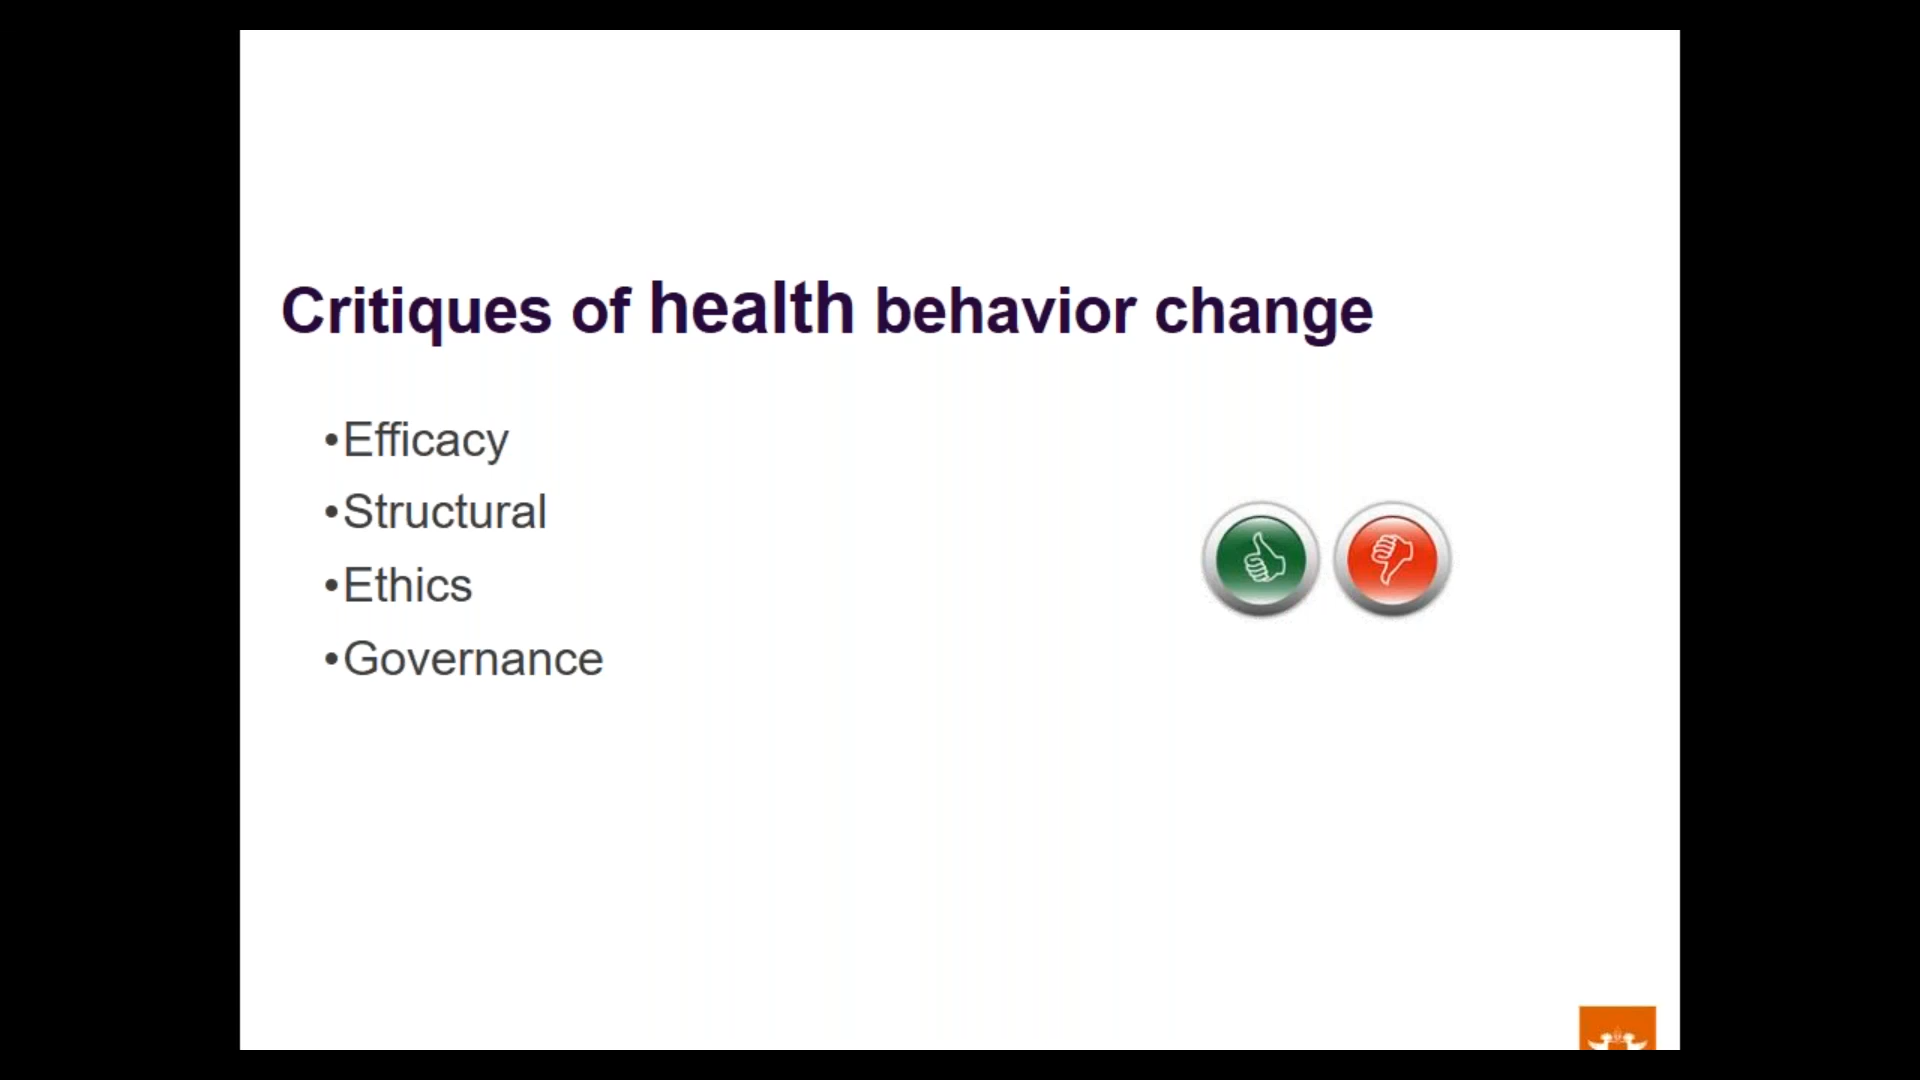 Critiques of health behavior change
•Efficacy
•Structural
•Ethics
•Governance